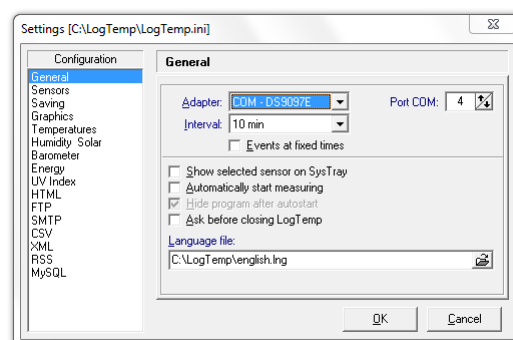 Settings [C:\LogTemp\LogTemp.ini]
Configuration
General
Sensors
Saving
Graphics
Temperatures
Humidity Solar
Barometer
Energy
UV Index
HTML
FTP
SMTP
CSV
XML
RSS
MySQL
General
Adapter: COM - DS9097E Port COM: 4
Interval: 10 min
Events at fixed times
Show selected sensor on SysTray
Automatically start measuring
Hide program after autostart
Ask before closing LogTemp
Language file:
C:\LogTemp\english.lng
OK Cancel